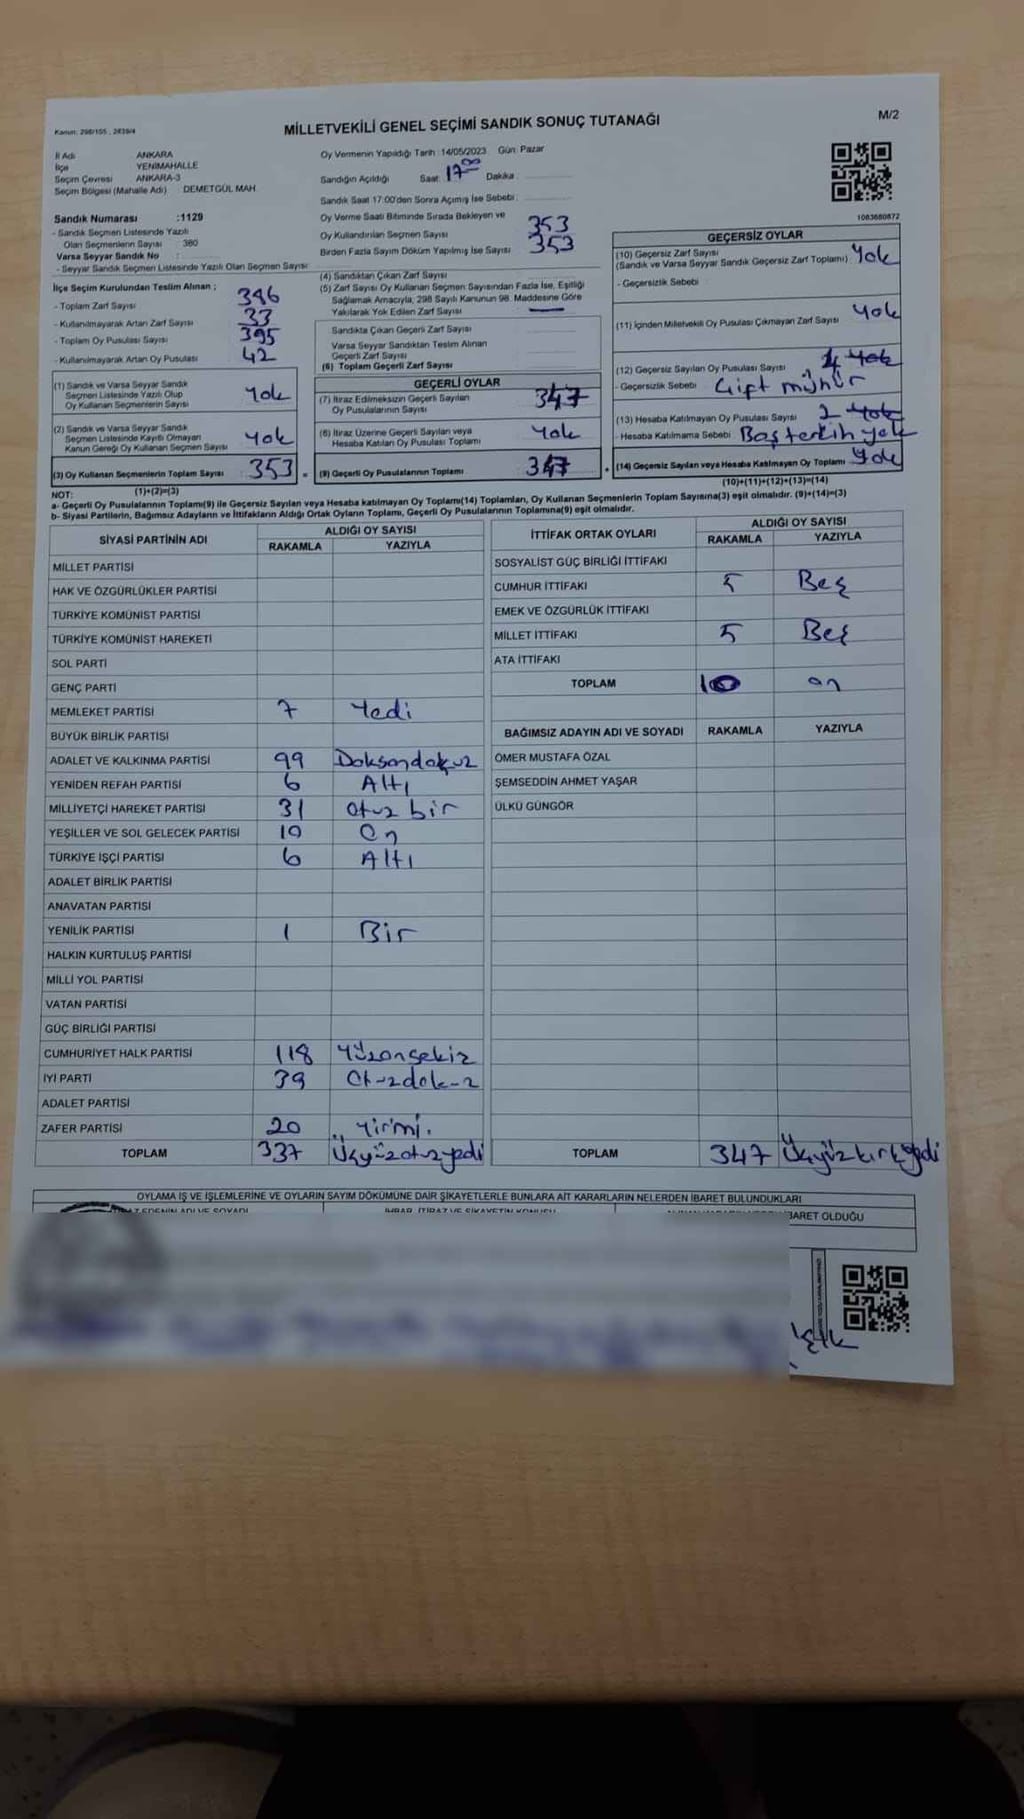 Kanun: 298/105 , 2839/4
MİLLETVEKİLİ GENEL SEÇİMİ SANDIK SONUÇ TUTANAĞI
M/2
İl Adı ANKARA
İlçe YENİMAHALLE
Seçim Çevresi ANKARA-3
Seçim Bölgesi (Mahalle Adı) : DEMETGÜL MAH.
Oy Vermenin Yapıldığı Tarih : 14/05/2023 Gün: Pazar
Sandığın Açıldığı Saat 17 00 Dakika
Sandık Saat 17:00'den Sonra Açımış İse Sebebi :
Oy Verme Saati Bitiminde Sırada Bekleyen ve
Oy Kullandırılan Seçmen Sayısı 353
Birden Fazla Sayım Döküm Yapılmış İse Sayısı 353
1083680872
Sandık Numarası :1129
- Sandık Seçmen Listesinde Yazılı
Olan Seçmenlerin Sayısı : 380
Varsa Seyyar Sandık No :
- Seyyar Sandık Seçmen Listesinde Yazılı Olan Seçmen Sayısı
İlçe Seçim Kurulundan Teslim Alınan ;
- Toplam Zarf Sayısı 386
- Kullanılmayarak Artan Zarf Sayısı 33
- Toplam Oy Pusulası Sayısı 395
- Kullanılmayarak Artan Oy Pusulası 42
(1) Sandık ve Varsa Seyyar Sandık
Seçmen Listesinde Yazılı Olup
Oy Kullanan Seçmenlerin Sayısı Yok
(2) Sandık ve Varsa Seyyar Sandık
Seçmen Listesinde Kayıtlı Olmayan
Kanun Gereği Oy Kullanan Seçmen Sayısı Yok
(3) Oy Kullanan Seçmenlerin Toplam Sayısı 353
(1)+(2)=(3)
(4) Sandıktan Çıkan Zarf Sayısı
(5) Zarf Sayısı Oy Kullanan Seçmen Sayısından Fazla İse, Eşitliği
Sağlamak Amacıyla, 298 Sayılı Kanunun 98. Maddesine Göre
Yakılarak Yok Edilen Zarf Sayısı —
Sandıkta Çıkan Geçerli Zarf Sayısı
Varsa Seyyar Sandıktan Teslim Alınan
Geçerli Zarf Sayısı
(6) Toplam Geçerli Zarf Sayısı
GEÇERLİ OYLAR
(7) İtiraz Edilmeksizin Geçerli Sayılan
Oy Pusulalarının Sayısı 347
(8) İtiraz Üzerine Geçerli Sayılan veya
Hesaba Katılan Oy Pusulası Toplamı Yok
(9) Geçerli Oy Pusulalarının Toplamı 347
GEÇERSİZ OYLAR
(10) Geçersiz Zarf Sayısı
(Sandık ve Varsa Seyyar Sandık Geçersiz Zarf Toplamı) Yok
- Geçersizlik Sebebi
(11) İçinden Milletvekili Oy Pusulası Çıkmayan Zarf Sayısı Yok
(12) Geçersiz Sayılan Oy Pusulası Sayısı 4 Yok
- Geçersizlik Sebebi Çift mühür
(13) Hesaba Katılmayan Oy Pusulası Sayısı 2 Yok
- Hesaba Katılmama Sebebi Boş tercih yok
(14) Geçersiz Sayılan veya Hesaba Katılmayan Oy Toplamı Yok
(10)+(11)+(12)+(13)=(14)
NOT:
a- Geçerli Oy Pusulalarının Toplamı(9) ile Geçersiz Sayılan veya Hesaba katılmayan Oy Toplamı(14) Toplamları, Oy Kullanan Seçmenlerin Toplam Sayısına(3) eşit olmalıdır. (9)+(14)=(3)
b- Siyasi Partilerin, Bağımsız Adayların ve İttifakların Aldığı Ortak Oyların Toplamı, Geçerli Oy Pusulalarının Toplamına(9) eşit olmalıdır.
SİYASİ PARTİNİN ADI ALDIĞI OY SAYISI
RAKAMLA YAZIYLA
MİLLET PARTİSİ
HAK VE ÖZGÜRLÜKLER PARTİSİ
TÜRKİYE KOMÜNİST PARTİSİ
TÜRKİYE KOMÜNİST HAREKETİ
SOL PARTİ
GENÇ PARTİ
MEMLEKET PARTİSİ 7 Yedi
BÜYÜK BİRLİK PARTİSİ
ADALET VE KALKINMA PARTİSİ 99 Doksandokuz
YENİDEN REFAH PARTİSİ 6 Altı
MİLLİYETÇİ HAREKET PARTİSİ 31 Otuz bir
YEŞİLLER VE SOL GELECEK PARTİSİ 10 On
TÜRKİYE İŞÇİ PARTİSİ 6 Altı
ADALET BİRLİK PARTİSİ
ANAVATAN PARTİSİ
YENİLİK PARTİSİ 1 Bir
HALKIN KURTULUŞ PARTİSİ
MİLLİ YOL PARTİSİ
VATAN PARTİSİ
GÜÇ BİRLİĞİ PARTİSİ
CUMHURİYET HALK PARTİSİ 118 Yüzonsekiz
İYİ PARTİ 39 Otuzdokuz
ADALET PARTİSİ
ZAFER PARTİSİ 20 Yirmi.
TOPLAM 337 Üçyüzotuzyedi
İTTİFAK ORTAK OYLARI ALDIĞI OY SAYISI
RAKAMLA YAZIYLA
SOSYALİST GÜÇ BİRLİĞİ İTTİFAKI
CUMHUR İTTİFAKI 5 Beş
EMEK VE ÖZGÜRLÜK İTTİFAKI
MİLLET İTTİFAKI 5 Beş
ATA İTTİFAKI
TOPLAM 10 on
BAĞIMSIZ ADAYIN ADI VE SOYADI RAKAMLA YAZIYLA
ÖMER MUSTAFA ÖZAL
ŞEMSEDDİN AHMET YAŞAR
ÜLKÜ GÜNGÖR
TOPLAM 347 Üçyüzkırkyedi
OYLAMA İŞ VE İŞLEMLERİNE VE OYLARIN SAYIM DÖKÜMÜNE DAİR ŞİKAYETLERLE BUNLARA AİT KARARLARIN NELERDEN İBARET BULUNDUKLARI
İHBAR, İTİRAZ VE ŞİKAYETİN KONUSU
BARET OLDUĞU